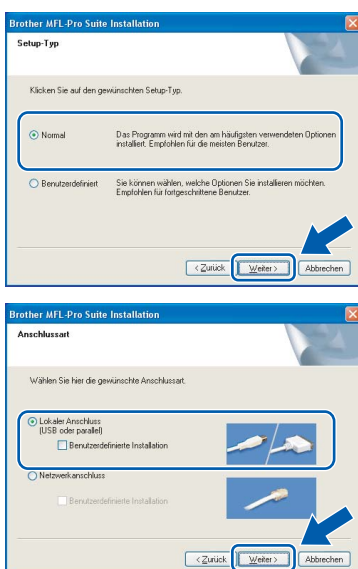 Brother MFL-Pro Suite Installation
Setup-Typ
Klicken Sie auf den gewünschten Setup-Typ.
Normal
Das Programm wird mit den am häufigsten verwendeten Optionen
installiert. Empfohlen für die meisten Benutzer.
Benutzerdefiniert
Sie können wählen, welche Optionen Sie installieren möchten.
Empfohlen für fortgeschrittene Benutzer.
< Zurück Weiter > Abbrechen
Brother MFL-Pro Suite Installation
Anschlussart
Wählen Sie hier die gewünschte Anschlussart.
Lokaler Anschluss
(USB oder parallel)
Benutzerdefinierte Installation
Netzwerkanschluss
Benutzerdefinierte Installation
< Zurück Weiter > Abbrechen